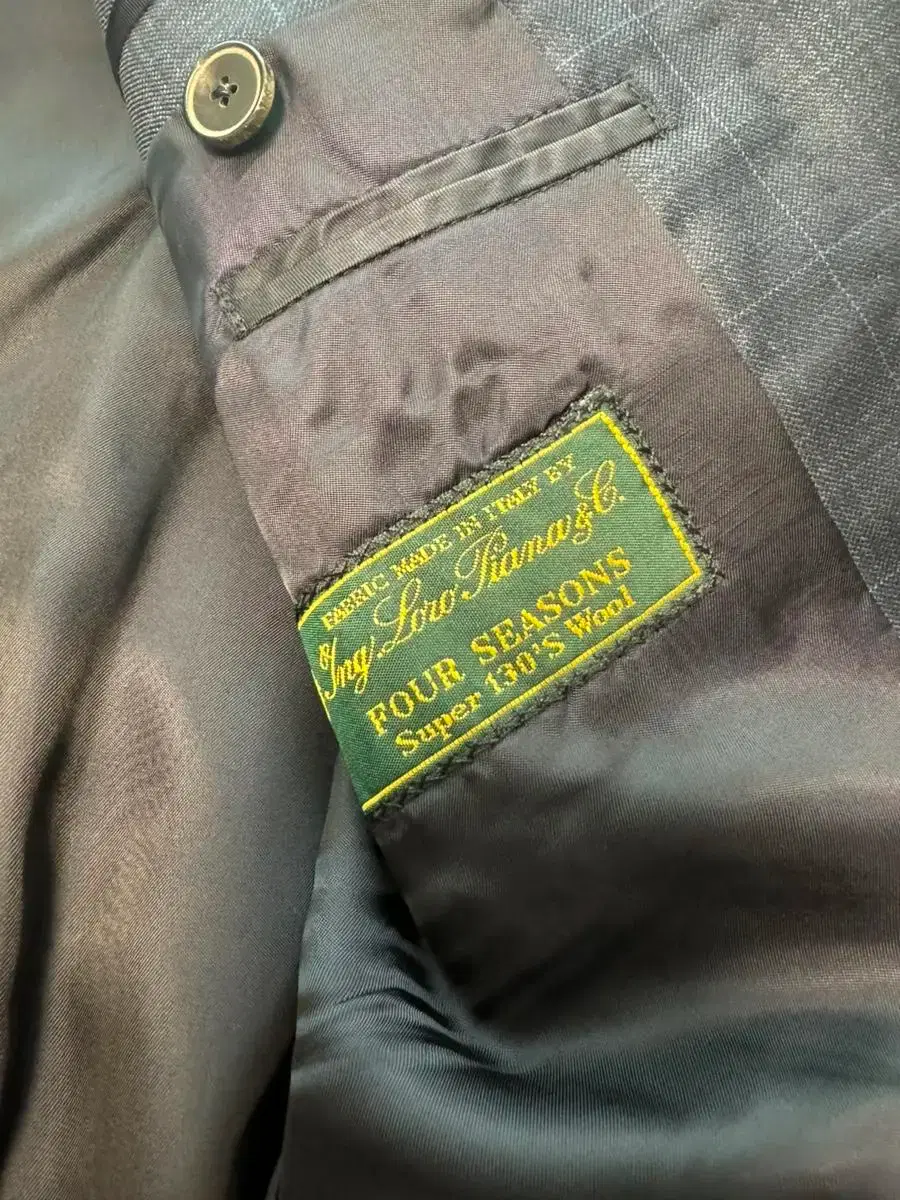 FABRIC MADE IN ITALY BY
Ing. Loro Piana & C.
FOUR SEASONS
Super 130'S Wool